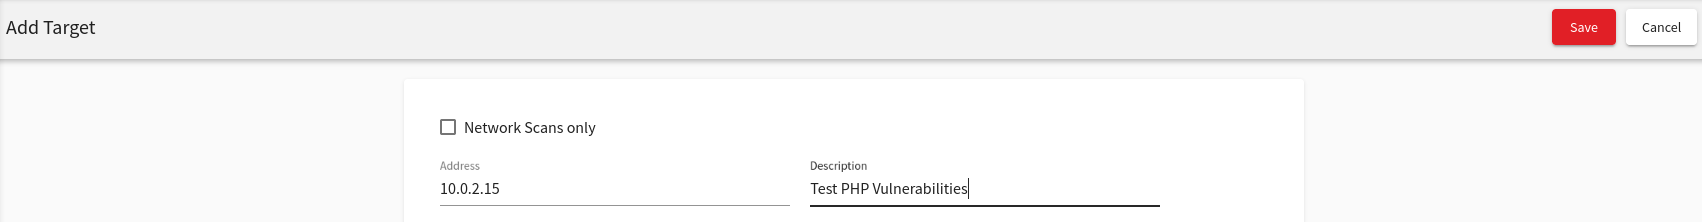 Add Target
Save
Cancel
Network Scans only
Address
Description
10.0.2.15
Test PHP Vulnerabilities